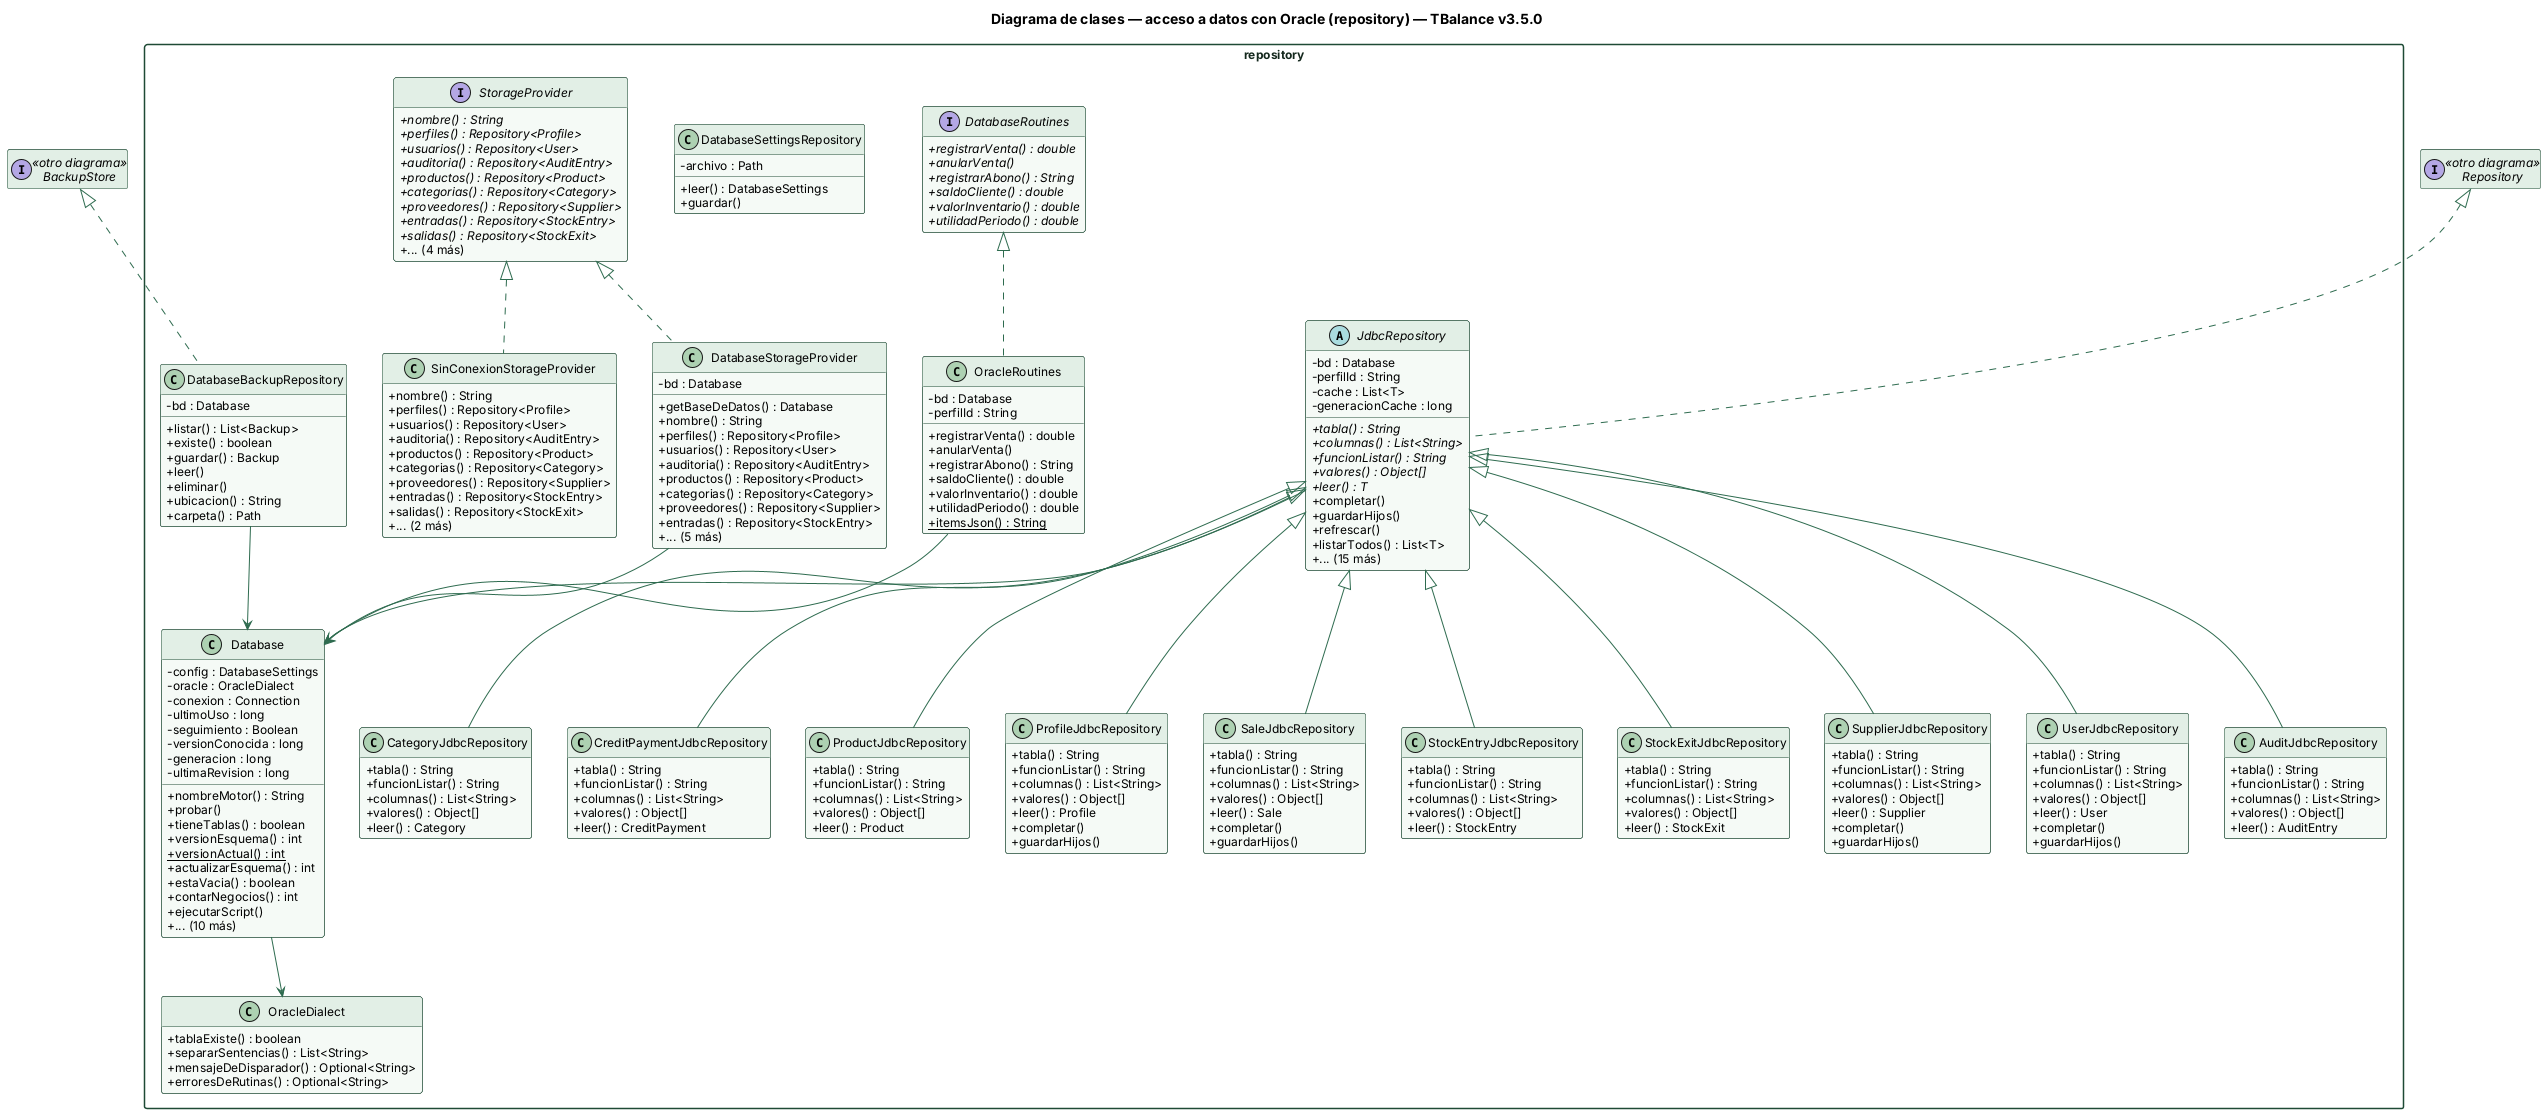 Diagrama de clases — acceso a datos con Oracle (repository) — TBalance v3.5.0
repository
«otro diagrama»
BackupStore
StorageProvider
+nombre() : String
+perfiles() : Repository<Profile>
+usuarios() : Repository<User>
+auditoria() : Repository<AuditEntry>
+productos() : Repository<Product>
+categorias() : Repository<Category>
+proveedores() : Repository<Supplier>
+entradas() : Repository<StockEntry>
+salidas() : Repository<StockExit>
+... (4 más)
DatabaseSettingsRepository
-archivo : Path
+leer() : DatabaseSettings
+guardar()
DatabaseRoutines
+registrarVenta() : double
+anularVenta()
+registrarAbono() : String
+saldoCliente() : double
+valorInventario() : double
+utilidadPeriodo() : double
«otro diagrama»
Repository
DatabaseBackupRepository
-bd : Database
+listar() : List<Backup>
+existe() : boolean
+guardar() : Backup
+leer()
+eliminar()
+ubicacion() : String
+carpeta() : Path
SinConexionStorageProvider
+nombre() : String
+perfiles() : Repository<Profile>
+usuarios() : Repository<User>
+auditoria() : Repository<AuditEntry>
+productos() : Repository<Product>
+categorias() : Repository<Category>
+proveedores() : Repository<Supplier>
+entradas() : Repository<StockEntry>
+salidas() : Repository<StockExit>
+... (2 más)
DatabaseStorageProvider
-bd : Database
+getBaseDeDatos() : Database
+nombre() : String
+perfiles() : Repository<Profile>
+usuarios() : Repository<User>
+auditoria() : Repository<AuditEntry>
+productos() : Repository<Product>
+categorias() : Repository<Category>
+proveedores() : Repository<Supplier>
+entradas() : Repository<StockEntry>
+... (5 más)
OracleRoutines
-bd : Database
-perfilId : String
+registrarVenta() : double
+anularVenta()
+registrarAbono() : String
+saldoCliente() : double
+valorInventario() : double
+utilidadPeriodo() : double
+itemsJson() : String
JdbcRepository
-bd : Database
-perfilId : String
-cache : List<T>
-generacionCache : long
+tabla() : String
+columnas() : List<String>
+funcionListar() : String
+valores() : Object[]
+leer() : T
+completar()
+guardarHijos()
+refrescar()
+listarTodos() : List<T>
+... (15 más)
Database
-config : DatabaseSettings
-oracle : OracleDialect
-conexion : Connection
-ultimoUso : long
-seguimiento : Boolean
-versionConocida : long
-generacion : long
-ultimaRevision : long
+nombreMotor() : String
+probar()
+tieneTablas() : boolean
+versionEsquema() : int
+versionActual() : int
+actualizarEsquema() : int
+estaVacia() : boolean
+contarNegocios() : int
+ejecutarScript()
+... (10 más)
CategoryJdbcRepository
+tabla() : String
+funcionListar() : String
+columnas() : List<String>
+valores() : Object[]
+leer() : Category
CreditPaymentJdbcRepository
+tabla() : String
+funcionListar() : String
+columnas() : List<String>
+valores() : Object[]
+leer() : CreditPayment
ProductJdbcRepository
+tabla() : String
+funcionListar() : String
+columnas() : List<String>
+valores() : Object[]
+leer() : Product
ProfileJdbcRepository
+tabla() : String
+funcionListar() : String
+columnas() : List<String>
+valores() : Object[]
+leer() : Profile
+completar()
+guardarHijos()
SaleJdbcRepository
+tabla() : String
+funcionListar() : String
+columnas() : List<String>
+valores() : Object[]
+leer() : Sale
+completar()
+guardarHijos()
StockEntryJdbcRepository
+tabla() : String
+funcionListar() : String
+columnas() : List<String>
+valores() : Object[]
+leer() : StockEntry
StockExitJdbcRepository
+tabla() : String
+funcionListar() : String
+columnas() : List<String>
+valores() : Object[]
+leer() : StockExit
SupplierJdbcRepository
+tabla() : String
+funcionListar() : String
+columnas() : List<String>
+valores() : Object[]
+leer() : Supplier
+completar()
+guardarHijos()
UserJdbcRepository
+tabla() : String
+funcionListar() : String
+columnas() : List<String>
+valores() : Object[]
+leer() : User
+completar()
+guardarHijos()
AuditJdbcRepository
+tabla() : String
+funcionListar() : String
+columnas() : List<String>
+valores() : Object[]
+leer() : AuditEntry
OracleDialect
+tablaExiste() : boolean
+separarSentencias() : List<String>
+mensajeDeDisparador() : Optional<String>
+erroresDeRutinas() : Optional<String>